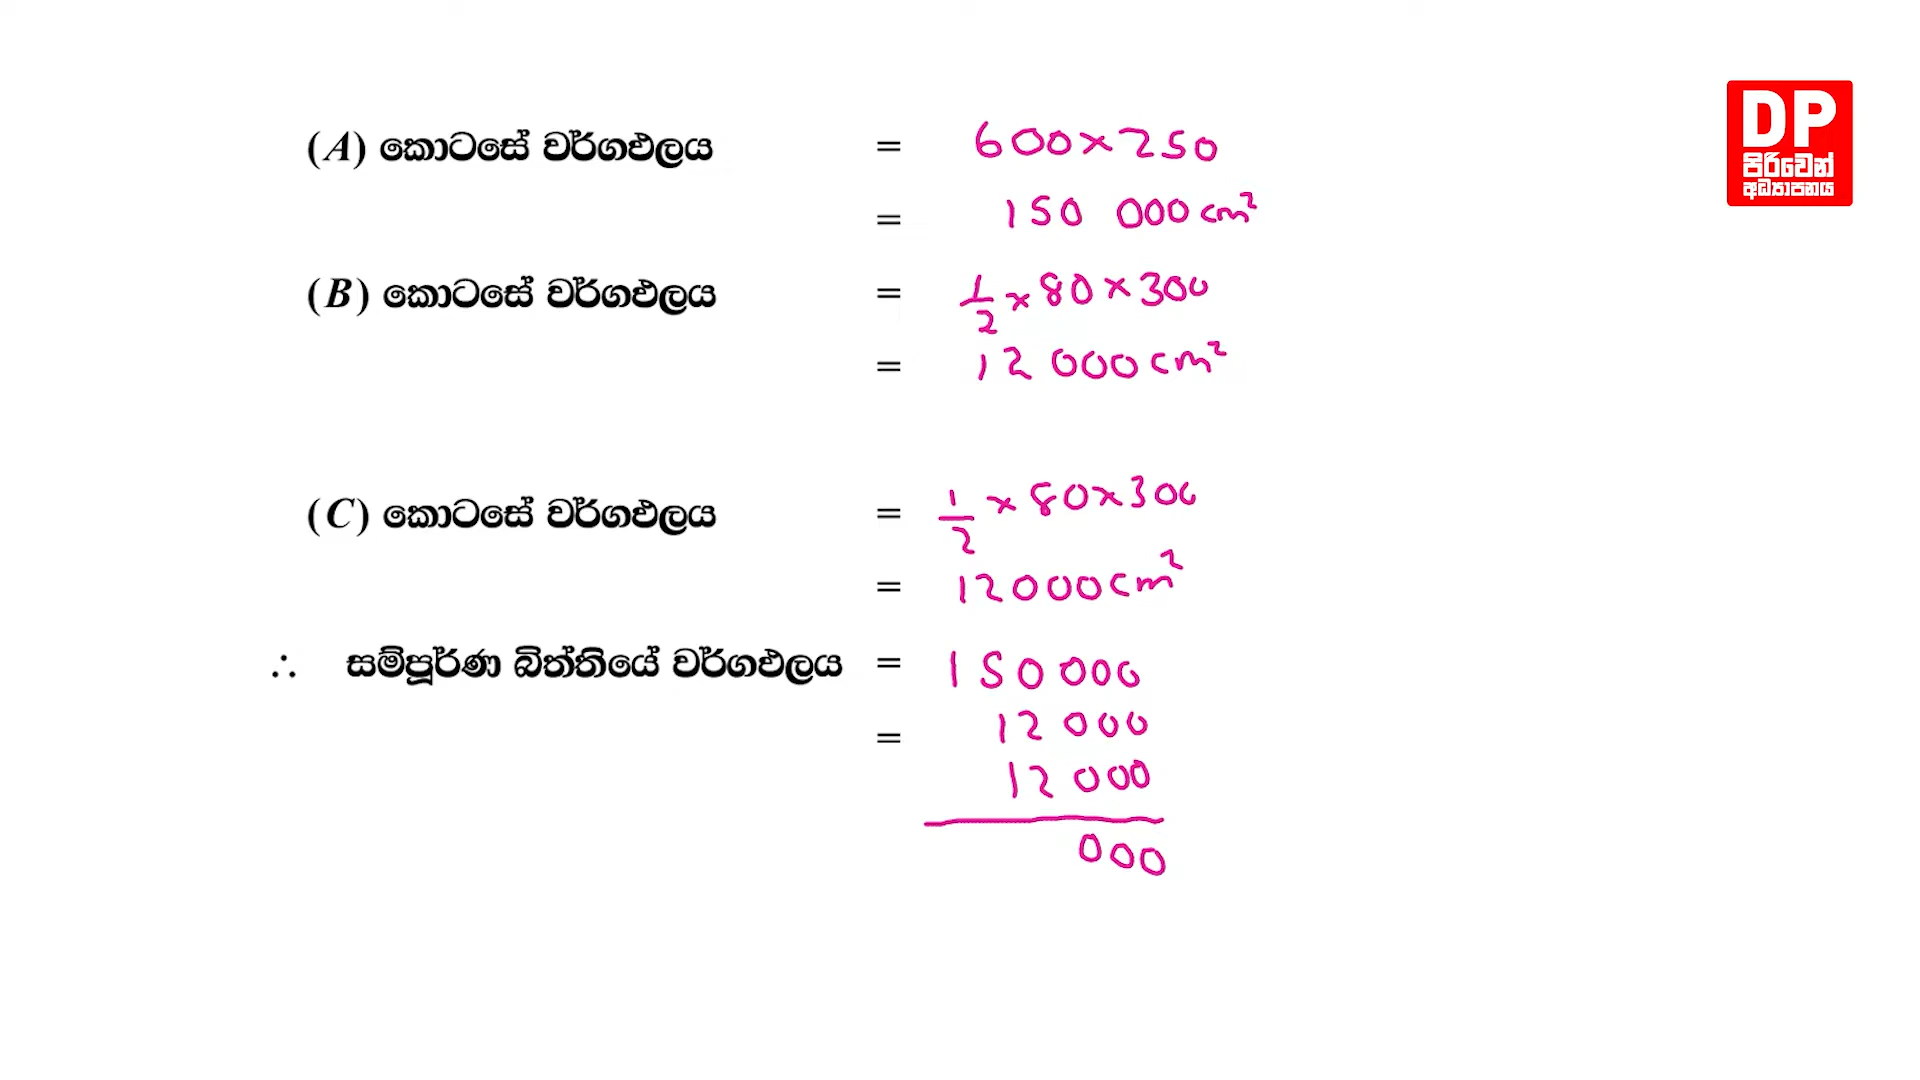 DP
පිරිවෙන්
අධ්‍යාපනය
(A) කොටසේ වර්ගඵලය = 600 × 250
= 150 000 cm²
(B) කොටසේ වර්ගඵලය = 1/2 × 80 × 300
= 12 000 cm²
(C) කොටසේ වර්ගඵලය = 1/2 × 80 × 300
= 12000 cm²
∴ සම්පූර්ණ බිත්තියේ වර්ගඵලය = 150 000
= 12 000
12 000
000